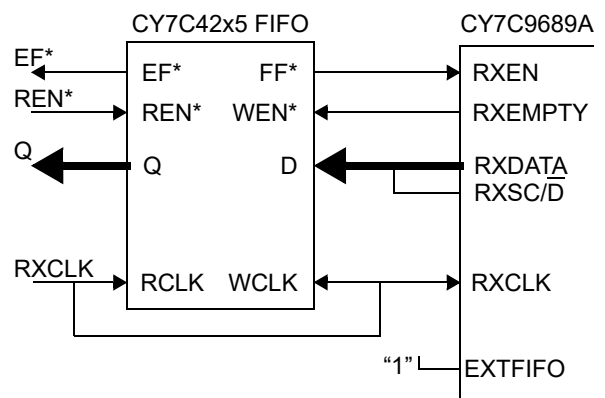 CY7C42x5 FIFO
CY7C9689A
EF*
EF*
FF*
RXEN
REN*
REN*
WEN*
RXEMPTY
Q
Q
D
RXDATA
RXSC/D̅
RXCLK
RCLK
WCLK
RXCLK
“1”
EXTFIFO